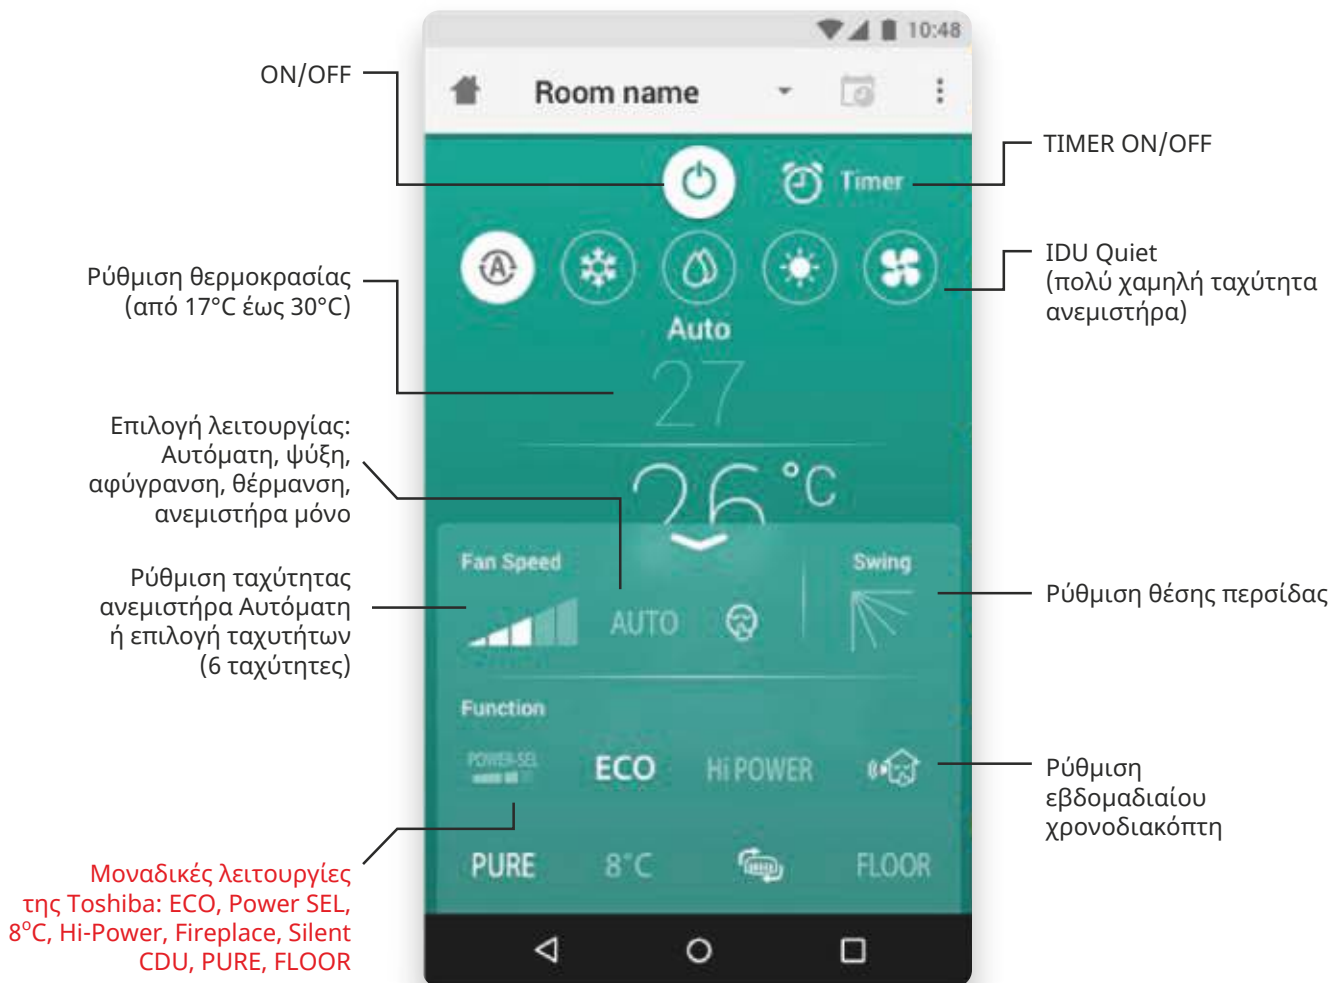 10:48
Room name
ON/OFF
TIMER ON/OFF
Timer
Ρύθμιση θερμοκρασίας
(από 17°C έως 30°C)
IDU Quiet
(πολύ χαμηλή ταχύτητα
ανεμιστήρα)
Auto
27
26 °C
Επιλογή λειτουργίας:
Αυτόματη, ψύξη,
αφύγρανση, θέρμανση,
ανεμιστήρα μόνο
Fan Speed
Swing
AUTO
Ρύθμιση ταχύτητας
ανεμιστήρα Αυτόματη
ή επιλογή ταχυτήτων
(6 ταχύτητες)
Ρύθμιση θέσης περσίδας
Function
POWER-SEL
ECO
Hi POWER
Ρύθμιση
εβδομαδιαίου
χρονοδιακόπτη
PURE
8°C
FLOOR
Μοναδικές λειτουργίες
της Toshiba: ECO, Power SEL,
8°C, Hi-Power, Fireplace, Silent
CDU, PURE, FLOOR